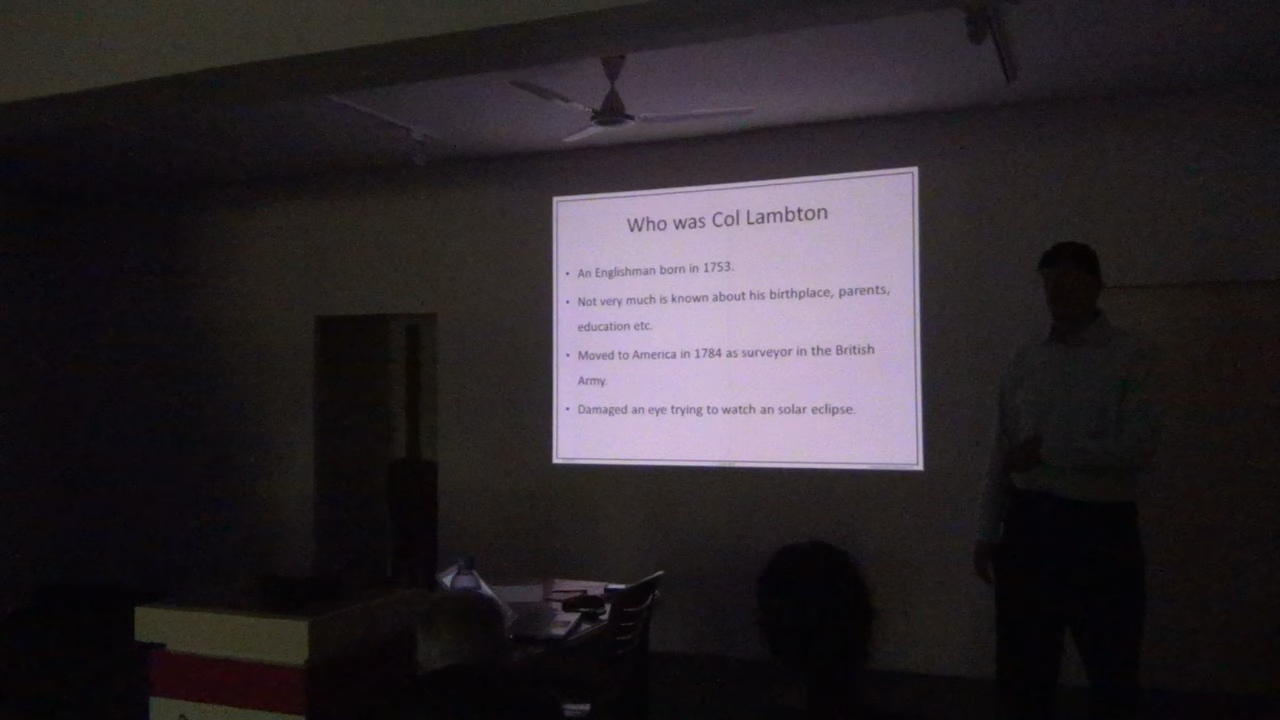 Who was Col Lambton
• An Englishman born in 1753.
• Not very much is known about his birthplace, parents,
education etc.
• Moved to America in 1784 as surveyor in the British
Army.
• Damaged an eye trying to watch an solar eclipse.